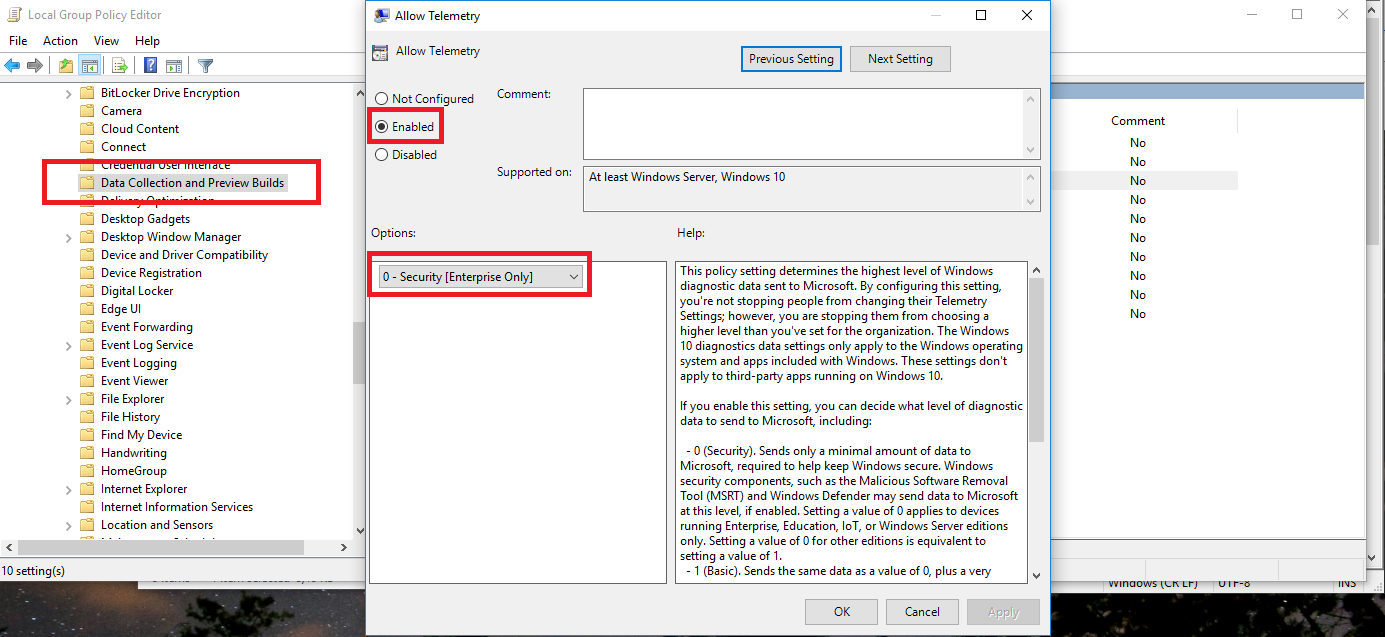 Local Group Policy Editor
File Action View Help
BitLocker Drive Encryption
Camera
Cloud Content
Connect
Credential User Interface
Data Collection and Preview Builds
Delivery Optimization
Desktop Gadgets
Desktop Window Manager
Device and Driver Compatibility
Device Registration
Digital Locker
Edge UI
Event Forwarding
Event Log Service
Event Logging
Event Viewer
File Explorer
File History
Find My Device
Handwriting
HomeGroup
Internet Explorer
Internet Information Services
Location and Sensors
10 setting(s)
Allow Telemetry
Allow Telemetry
Previous Setting
Next Setting
Not Configured
Enabled
Disabled
Comment:
Supported on:
At least Windows Server, Windows 10
Options:
Help:
0 - Security [Enterprise Only]
This policy setting determines the highest level of Windows
diagnostic data sent to Microsoft. By configuring this setting,
you're not stopping people from changing their Telemetry
Settings; however, you are stopping them from choosing a
higher level than you've set for the organization. The Windows
10 diagnostics data settings only apply to the Windows operating
system and apps included with Windows. These settings don't
apply to third-party apps running on Windows 10.
If you enable this setting, you can decide what level of diagnostic
data to send to Microsoft, including:
- 0 (Security). Sends only a minimal amount of data to
Microsoft, required to help keep Windows secure. Windows
security components, such as the Malicious Software Removal
Tool (MSRT) and Windows Defender may send data to Microsoft
at this level, if enabled. Setting a value of 0 applies to devices
running Enterprise, Education, IoT, or Windows Server editions
only. Setting a value of 0 for other editions is equivalent to
setting a value of 1.
- 1 (Basic). Sends the same data as a value of 0, plus a very
OK
Cancel
Apply
Comment
No
No
No
No
No
No
No
No
No
No
Windows (CR LF)
UTF-8
INS